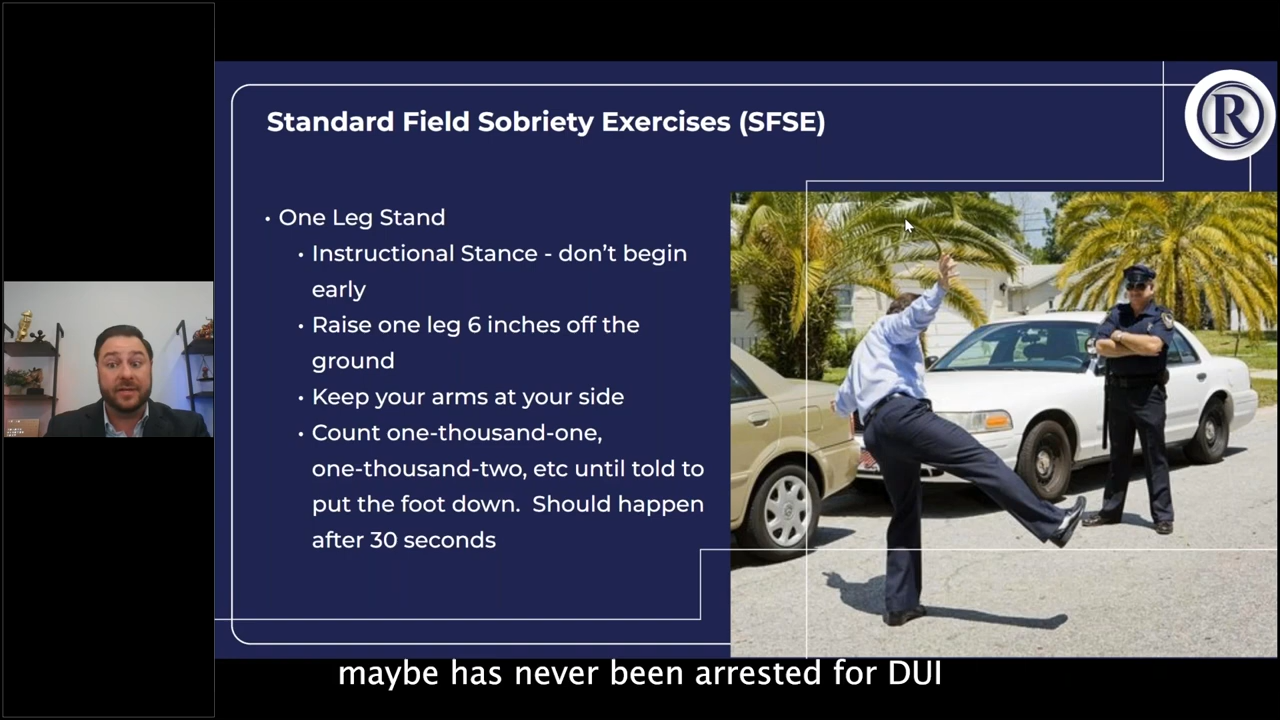 Standard Field Sobriety Exercises (SFSE)
R
• One Leg Stand
• Instructional Stance - don't begin
early
• Raise one leg 6 inches off the
ground
• Keep your arms at your side
• Count one-thousand-one,
one-thousand-two, etc until told to
put the foot down.  Should happen
after 30 seconds
maybe has never been arrested for DUI